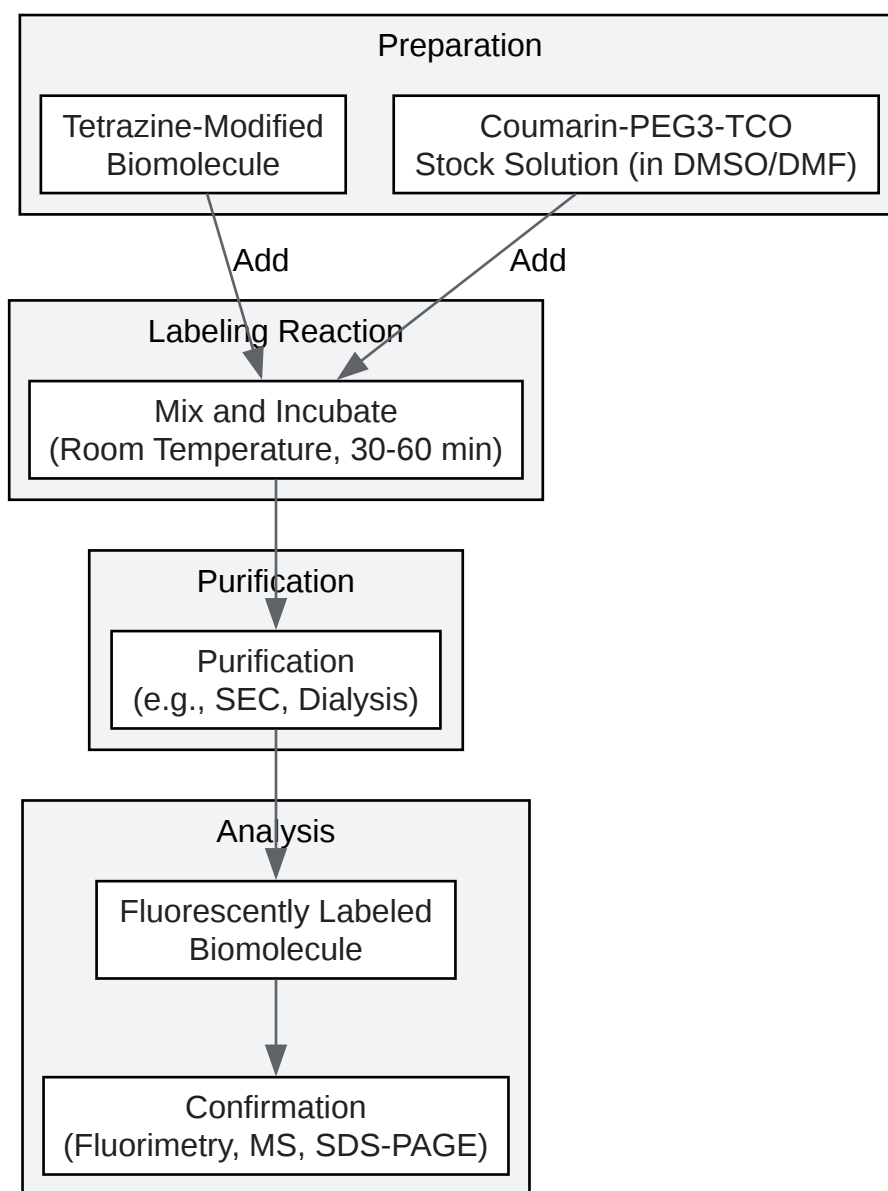 Preparation
Tetrazine-Modified
Biomolecule
Coumarin-PEG3-TCO
Stock Solution (in DMSO/DMF)
Add
Add
Labeling Reaction
Mix and Incubate
(Room Temperature, 30-60 min)
Purification
Purification
(e.g., SEC, Dialysis)
Analysis
Fluorescently Labeled
Biomolecule
Confirmation
(Fluorimetry, MS, SDS-PAGE)